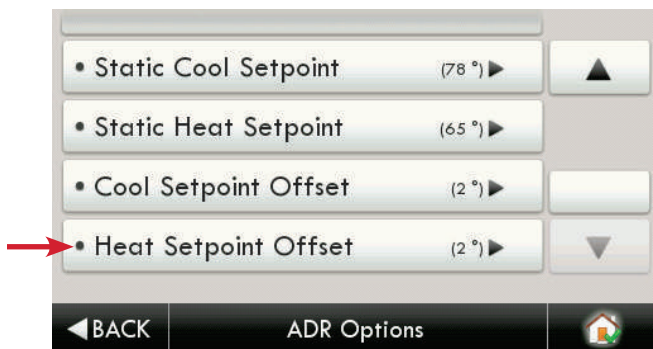 • Static Cool Setpoint (78 °) ▶
• Static Heat Setpoint (65 °) ▶
• Cool Setpoint Offset (2 °) ▶
• Heat Setpoint Offset (2 °) ▶
◀ BACK ADR Options